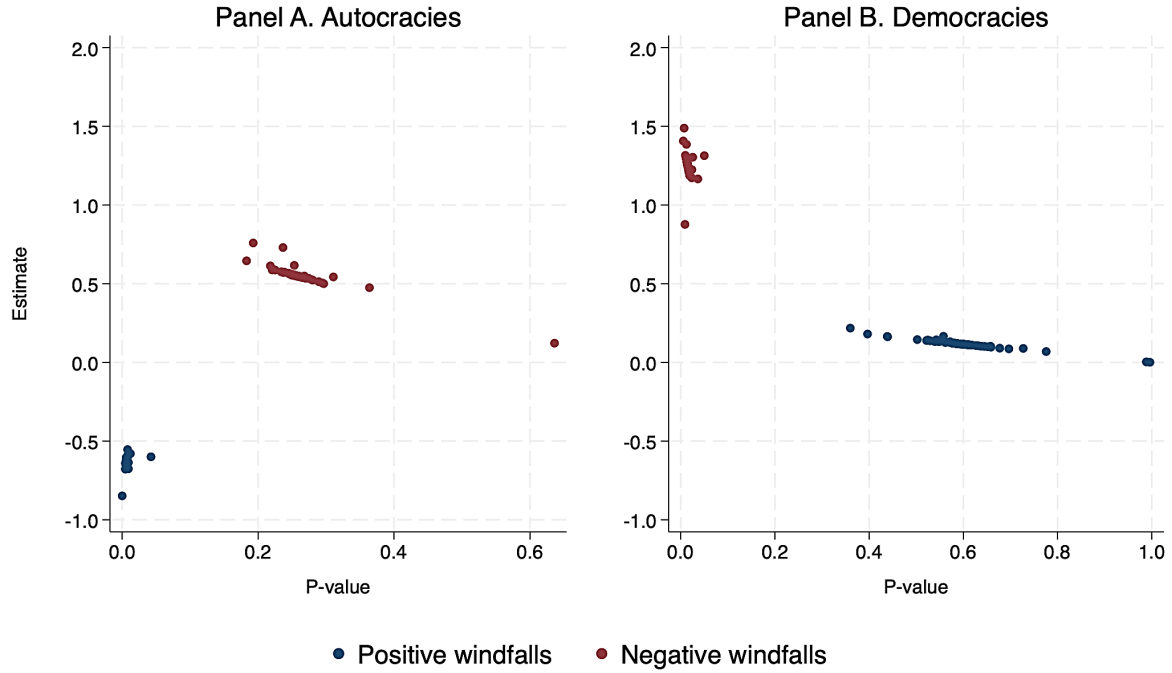 Panel A. Autocracies
Panel B. Democracies
Estimate
2.0
1.5
1.0
0.5
0.0
-0.5
-1.0
0.0 0.2 0.4 0.6
P-value
2.0
1.5
1.0
0.5
0.0
-0.5
-1.0
0.0 0.2 0.4 0.6 0.8 1.0
P-value
Positive windfalls Negative windfalls